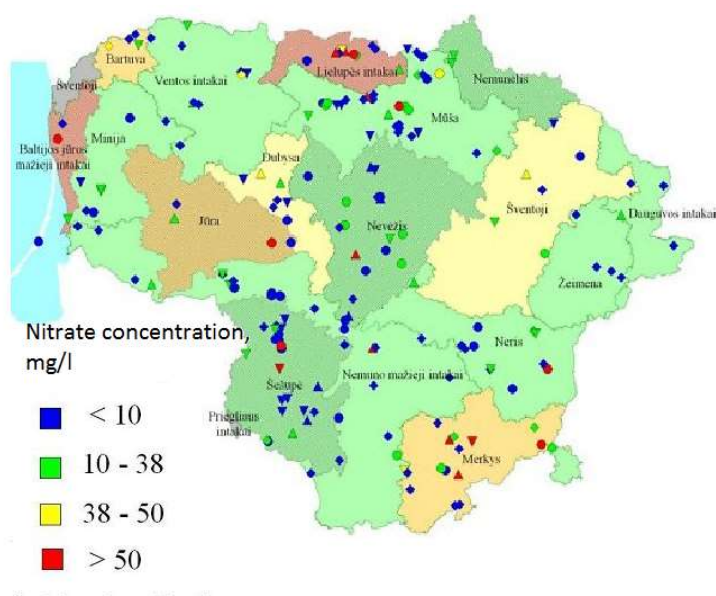 Bartuva
Lielupės intakai
Ventos intakai
Šventoji
Nemunėlis
Mūša
Minija
Baltijos jūros
mažieji intakai
Dubysa
Šventoji
Jūra
Nevėžis
Dauguvos intakai
Žeimena
Nitrate concentration,
mg/l
Neris
Nemuno mažieji intakai
Šešupė
Priegliaus
intakai
Merkys
< 10
10 - 38
38 - 50
> 50